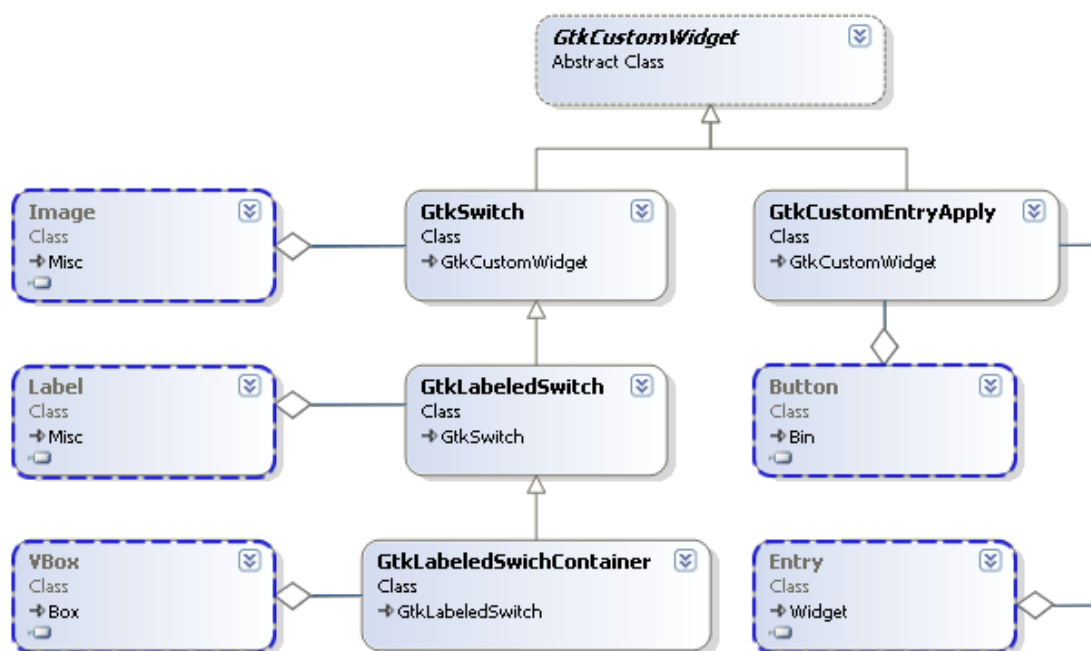 GtkCustomWidget
Abstract Class
Image
Class
Misc
GtkSwitch
Class
GtkCustomWidget
GtkCustomEntryApply
Class
GtkCustomWidget
Label
Class
Misc
GtkLabeledSwitch
Class
GtkSwitch
Button
Class
Bin
VBox
Class
Box
GtkLabeledSwichContainer
Class
GtkLabeledSwitch
Entry
Class
Widget